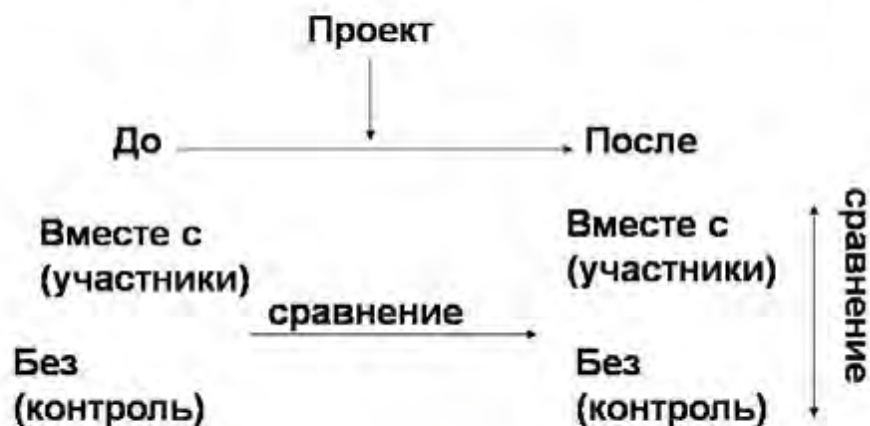 Проект
До
После
Вместе с
(участники)
Вместе с
(участники)
сравнение
сравнение
Без
(контроль)
Без
(контроль)